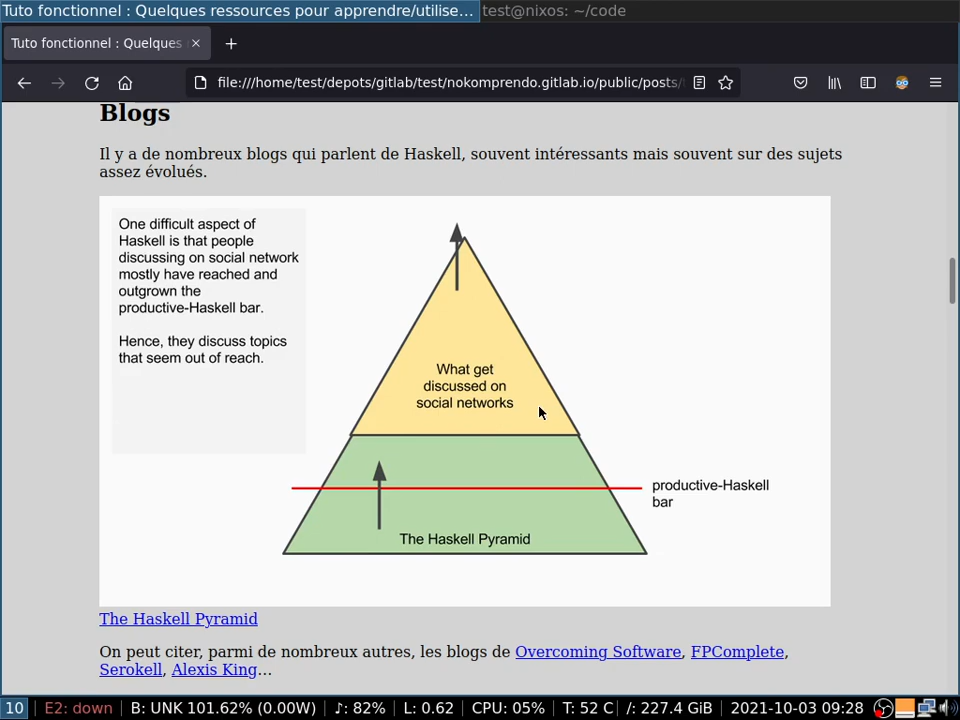 Tuto fonctionnel : Quelques ressources pour apprendre/utilise... test@nixos: ~/code
Tuto fonctionnel : Quelques
file:///home/test/depots/gitlab/test/nokomprendo.gitlab.io/public/posts/
Blogs
Il y a de nombreux blogs qui parlent de Haskell, souvent intéressants mais souvent sur des sujets
assez évolués.
One difficult aspect of
Haskell is that people
discussing on social network
mostly have reached and
outgrown the
productive-Haskell bar.
Hence, they discuss topics
that seem out of reach.
What get
discussed on
social networks
productive-Haskell
bar
The Haskell Pyramid
The Haskell Pyramid
On peut citer, parmi de nombreux autres, les blogs de Overcoming Software, FPComplete,
Serokell, Alexis King...
10 | E2: down | B: UNK 101.62% (0.00W) | ♪: 82% | L: 0.62 | CPU: 05% | T: 52 C | /: 227.4 GiB | 2021-10-03 09:28